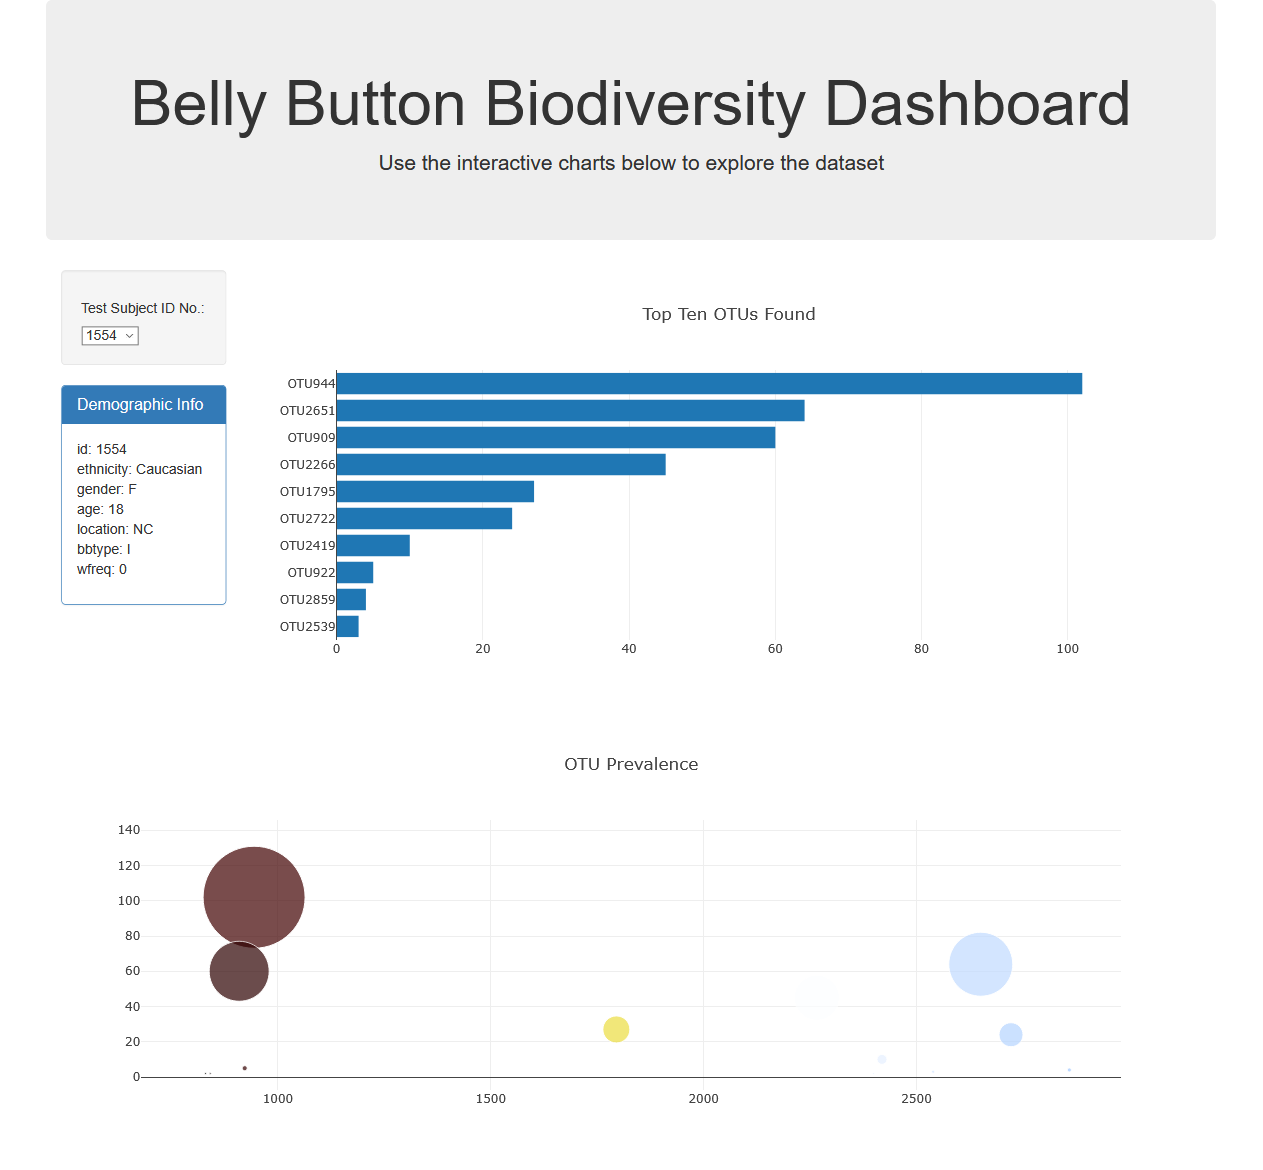 Belly Button Biodiversity Dashboard
Use the interactive charts below to explore the dataset
Test Subject ID No.:
1554
Demographic Info
id: 1554
ethnicity: Caucasian
gender: F
age: 18
location: NC
bbtype: I
wfreq: 0
Top Ten OTUs Found
OTU944
OTU2651
OTU909
OTU2266
OTU1795
OTU2722
OTU2419
OTU922
OTU2859
OTU2539
0 20 40 60 80 100
OTU Prevalence
140
120
100
80
60
40
20
0
1000 1500 2000 2500